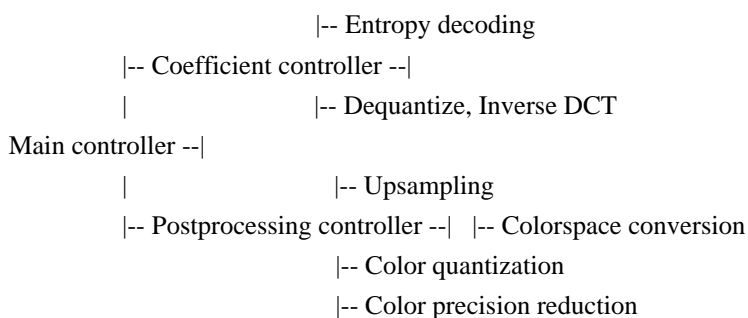 |-- Entropy decoding
|-- Coefficient controller --|
| |-- Dequantize, Inverse DCT
Main controller --|
| |-- Upsampling
|-- Postprocessing controller --| |-- Colorspace conversion
|-- Color quantization
|-- Color precision reduction